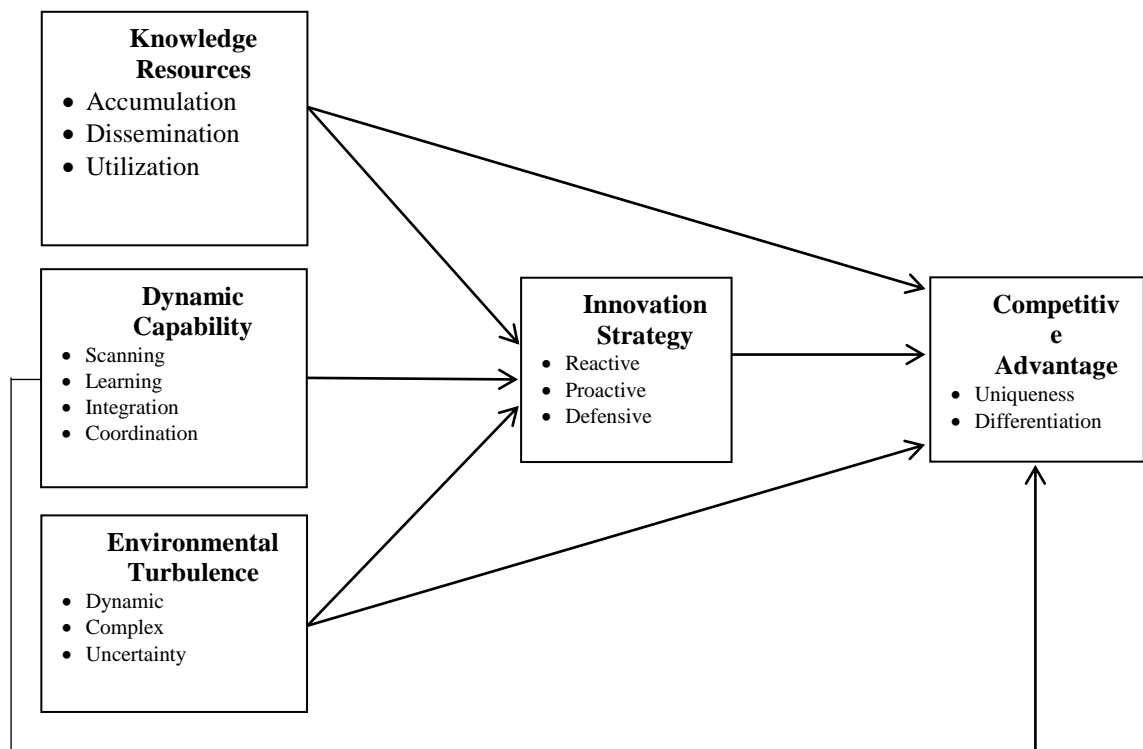 Knowledge
Resources
• Accumulation
• Dissemination
• Utilization
Dynamic
Capability
• Scanning
• Learning
• Integration
• Coordination
Environmental
Turbulence
• Dynamic
• Complex
• Uncertainty
Innovation
Strategy
• Reactive
• Proactive
• Defensive
Competitiv
e
Advantage
• Uniqueness
• Differentiation